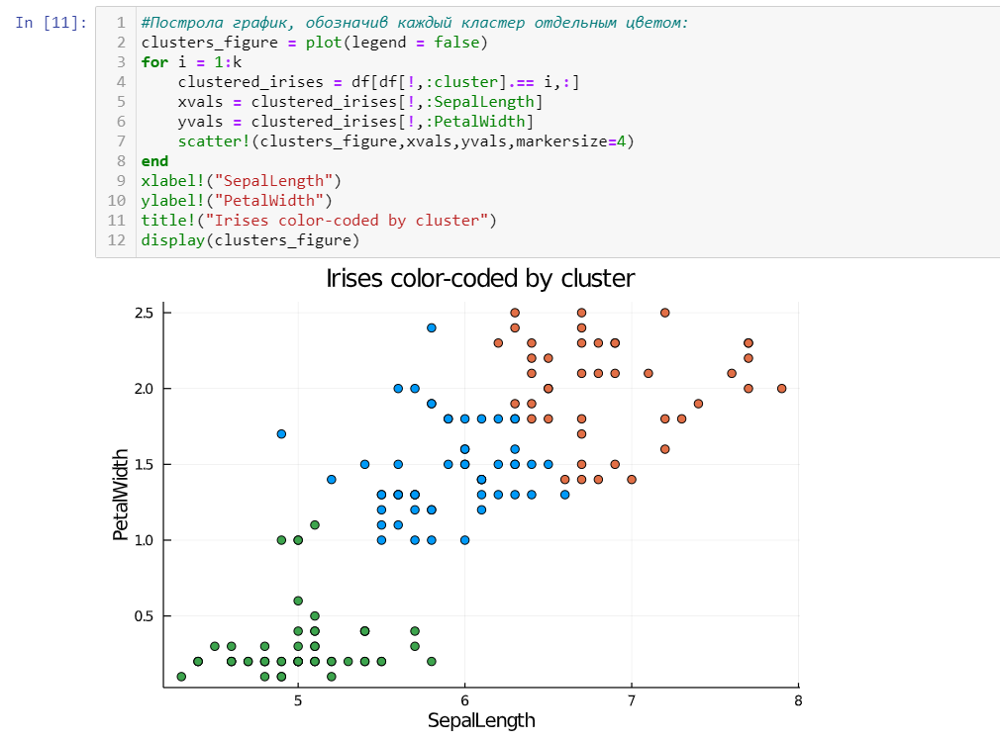 In [11]:
1 #Построла график, обозначив каждый кластер отдельным цветом:
2 clusters_figure = plot(legend = false)
3 for i = 1:k
4     clustered_irises = df[df[!,:cluster].== i,:]
5     xvals = clustered_irises[!,:SepalLength]
6     yvals = clustered_irises[!,:PetalWidth]
7     scatter!(clusters_figure,xvals,yvals,markersize=4)
8 end
9 xlabel!("SepalLength")
10 ylabel!("PetalWidth")
11 title!("Irises color-coded by cluster")
12 display(clusters_figure)
Irises color-coded by cluster
2.5
2.0
1.5
1.0
0.5
PetalWidth
5 6 7 8
SepalLength